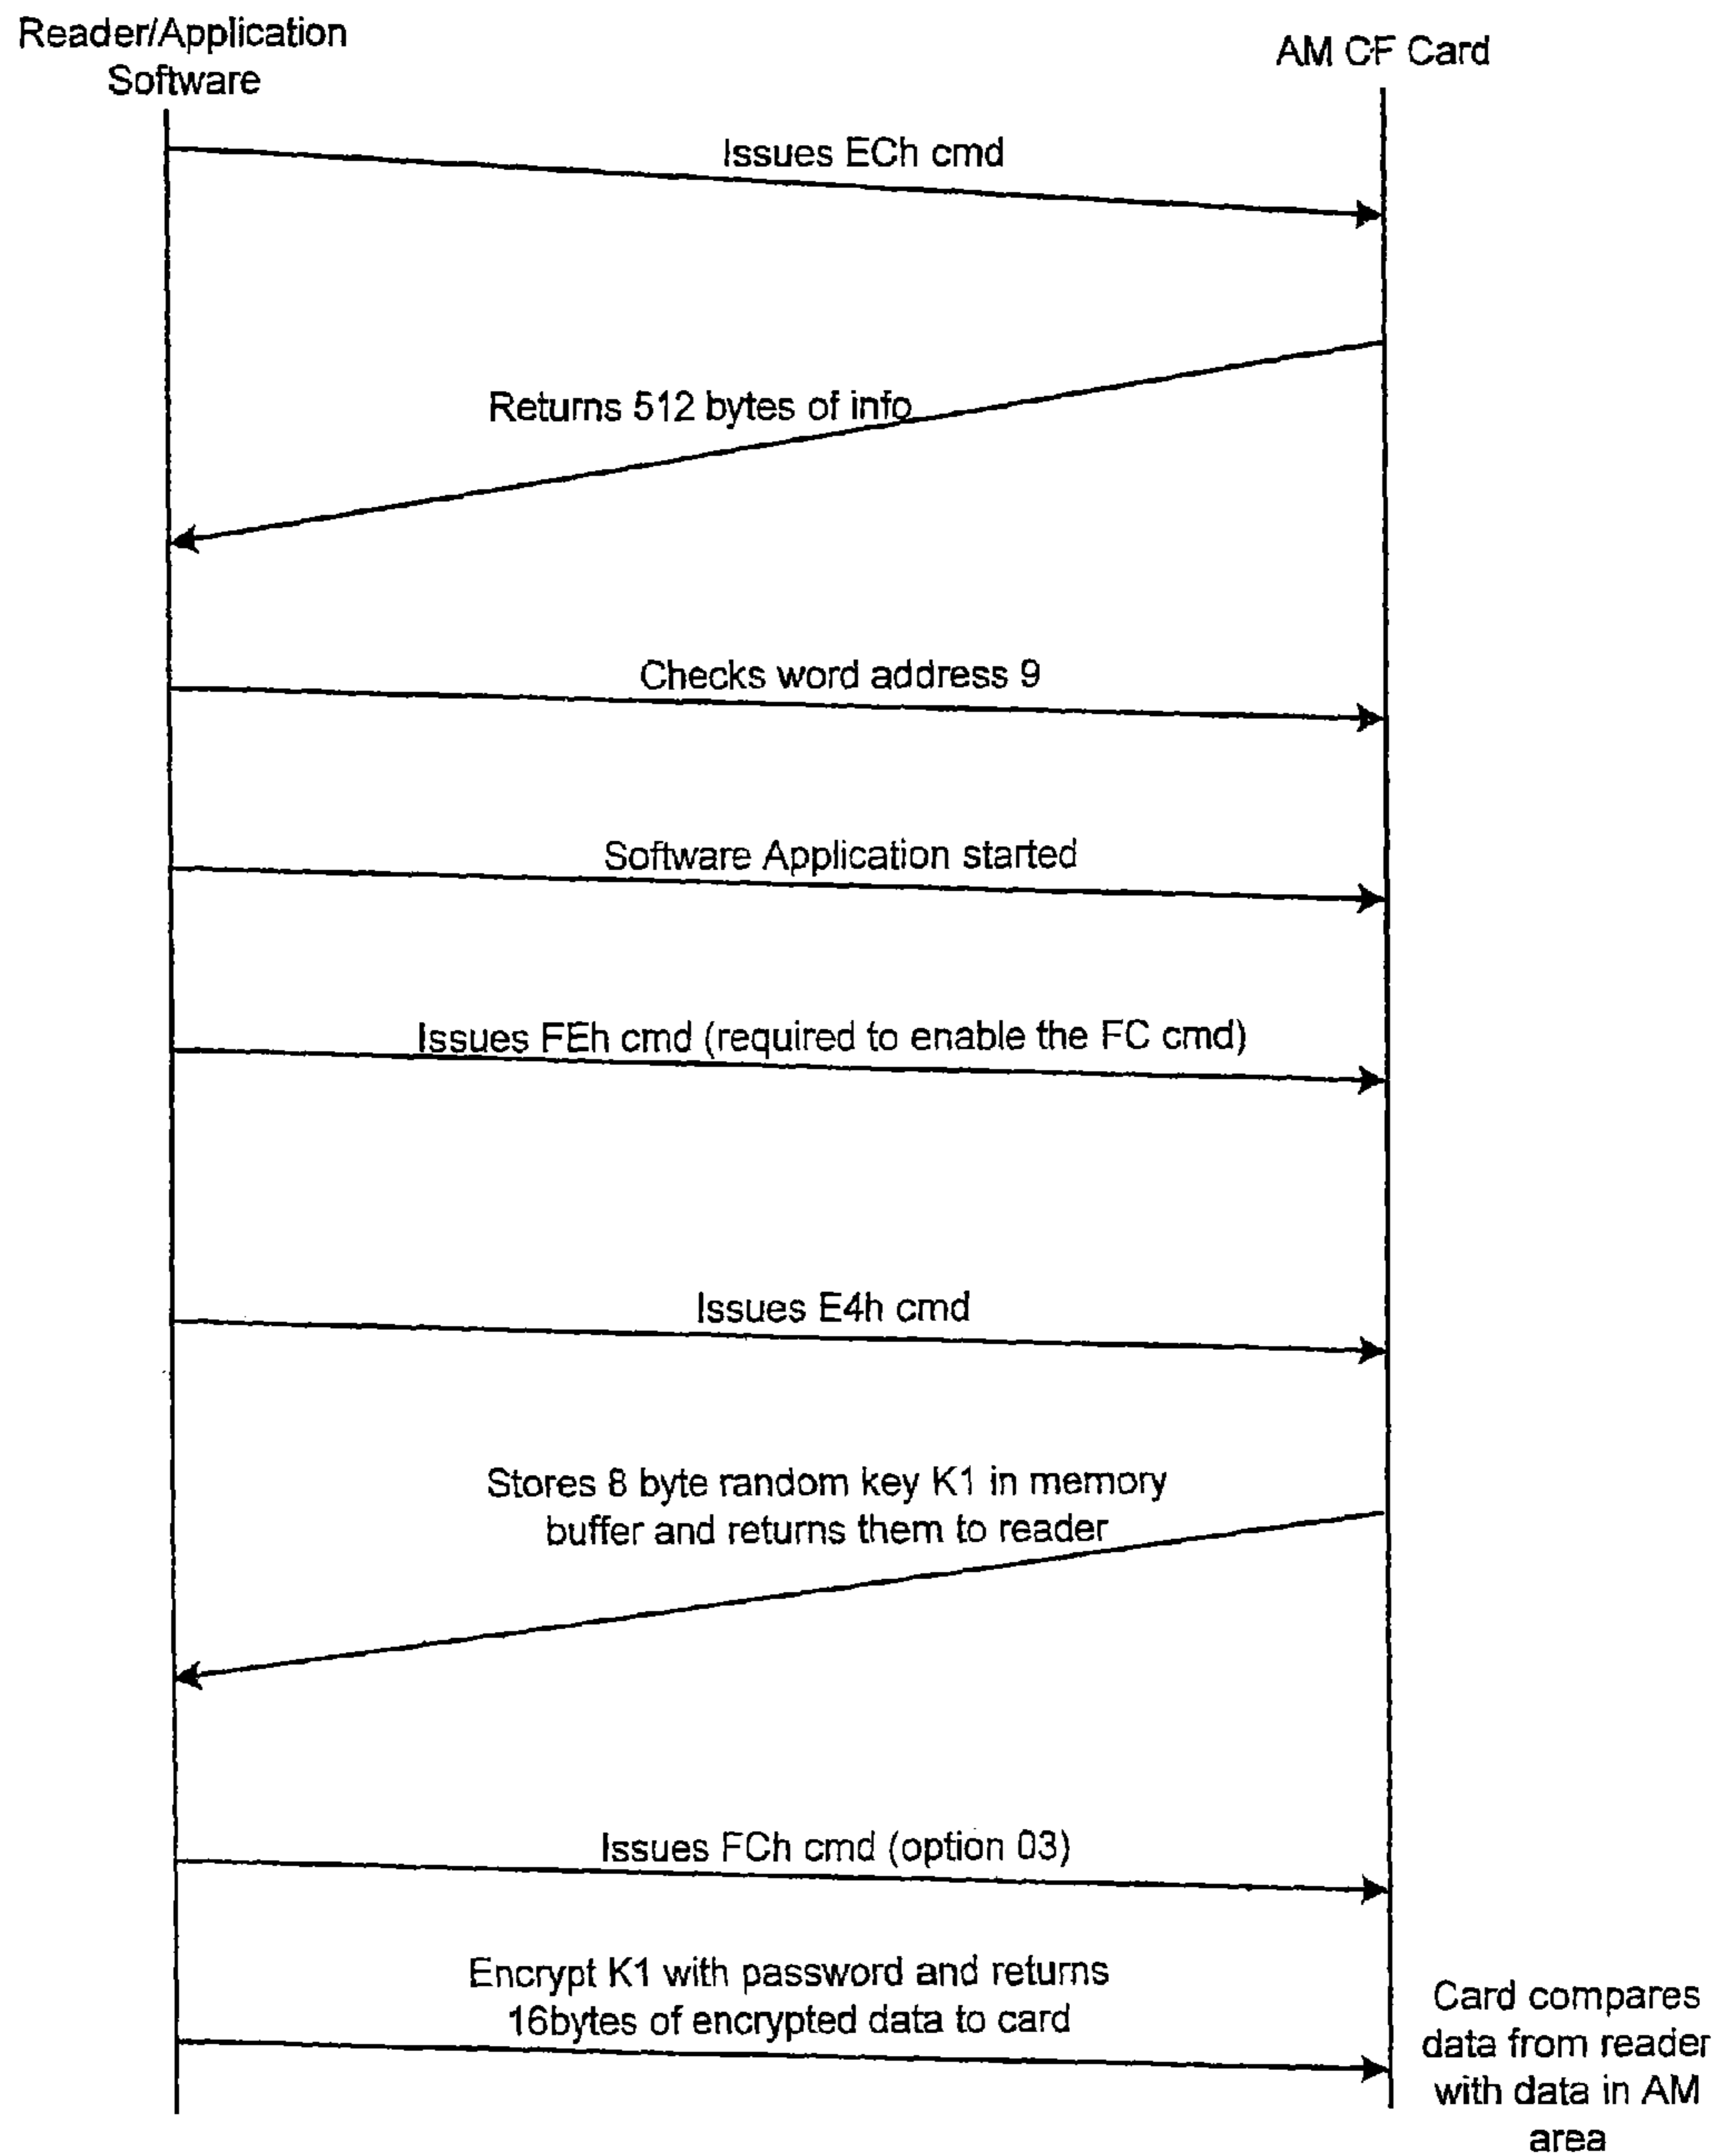 Reader/Application
Software
AM CF Card
Issues ECh cmd
Returns 512 bytes of info
Checks word address 9
Software Application started
Issues FEh cmd (required to enable the FC cmd)
Issues E4h cmd
Stores 8 byte random key K1 in memory
buffer and returns them to reader
Issues FCh cmd (option 03)
Encrypt K1 with password and returns
16bytes of encrypted data to card
Card compares
data from reader
with data in AM
area